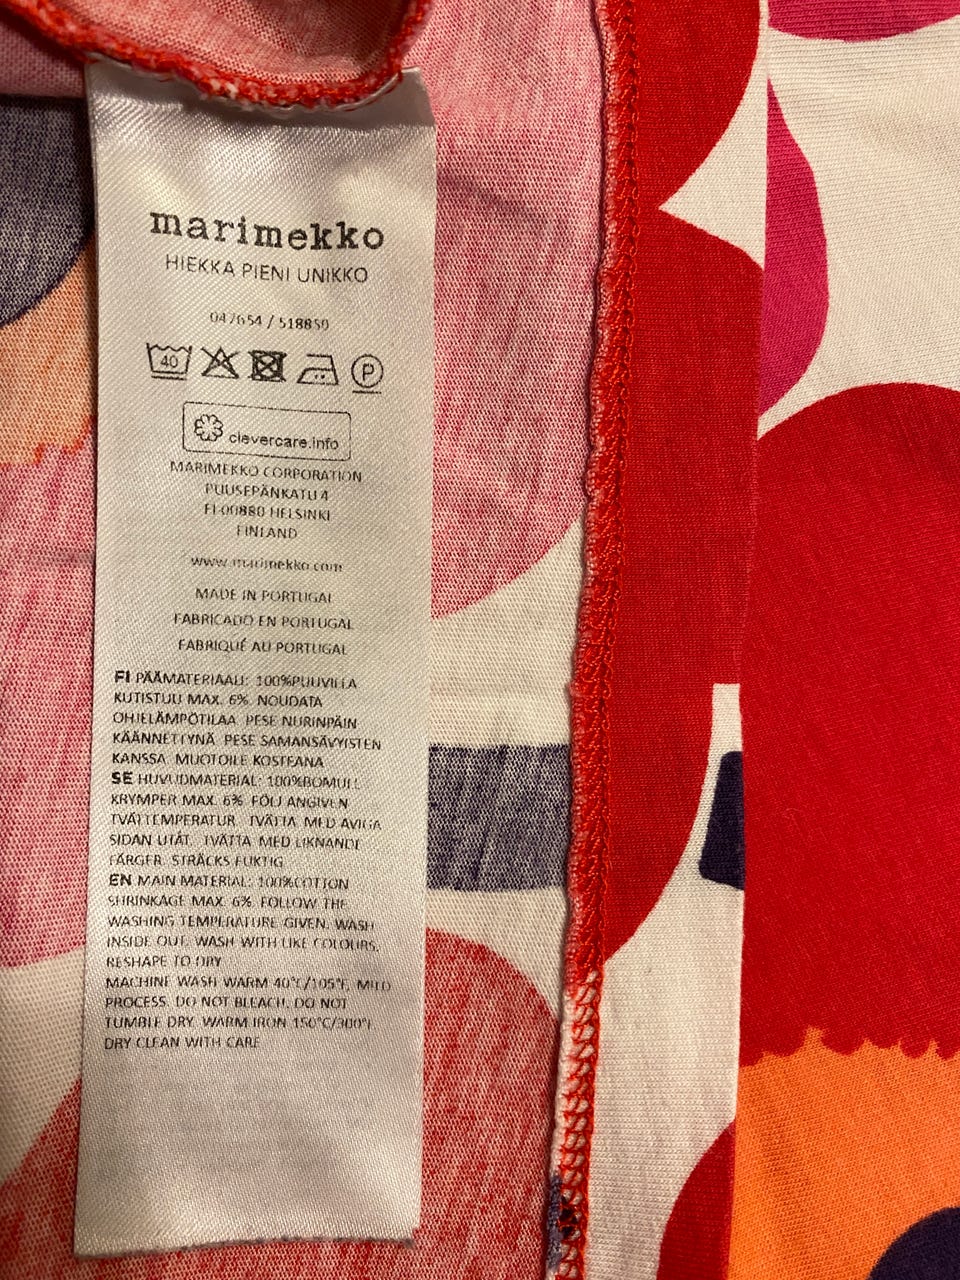 marimekko
HIEKKA PIENI UNIKKO
047654 / 518850
40 P
clevercare.info
MARIMEKKO CORPORATION
PUUSEPÄNKATU 4
FI-00880 HELSINKI
FINLAND
www.marimekko.com
MADE IN PORTUGAL
FABRICADO EN PORTUGAL
FABRIQUÉ AU PORTUGAL
FI PÄÄMATERIAALI: 100%PUUVILLA
KUTISTUU MAX. 6% NOUDATA
OHJELÄMPÖTILAA PESE NURINPÄIN
KÄÄNNETTYNÄ PESE SAMANSÄVYISTEN
KANSSA MUOTOILE KOSTEANA
SE HUVUDMATERIAL: 100%BOMULL
KRYMPER MAX. 6% FÖLJ ANGIVEN
TVÄTTEMPERATUR. TVÄTTA MED AVIGA
SIDAN UTÅT. TVÄTTA MED LIKNANDE
FÄRGER. STRÄCKS FUKTIG
EN MAIN MATERIAL: 100%COTTON
SHRINKAGE MAX. 6% FOLLOW THE
WASHING TEMPERATURE GIVEN. WASH
INSIDE OUT. WASH WITH LIKE COLOURS.
RESHAPE TO DRY
MACHINE WASH WARM 40°C/105°F, MILD
PROCESS. DO NOT BLEACH. DO NOT
TUMBLE DRY. WARM IRON 150°C/300°F
DRY CLEAN WITH CARE